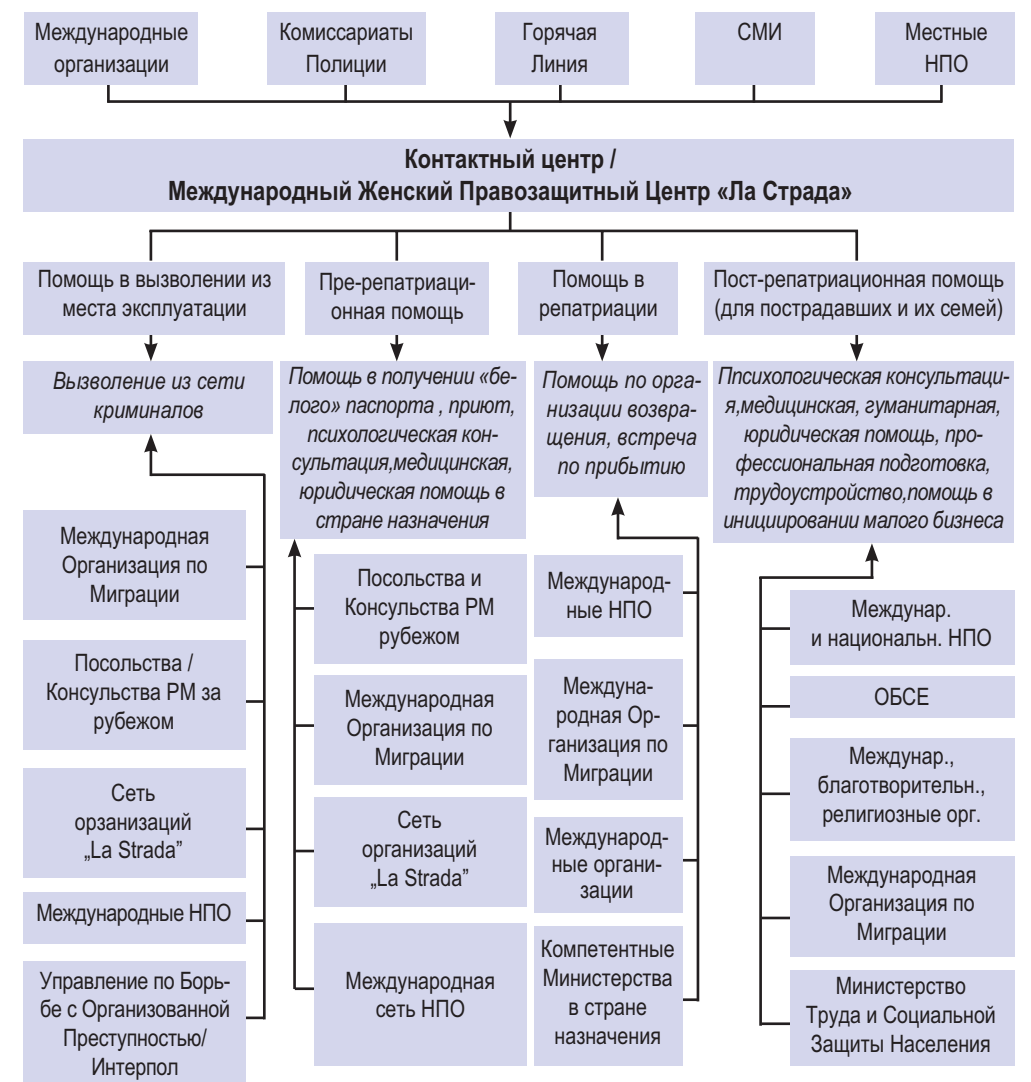 Международные
организации
Комиссариаты
Полиции
Горячая
Линия
СМИ
Местные
НПО
Контактный центр /
Международный Женский Правозащитный Центр «Ла Страда»
Помощь в вызволении из
места эксплуатации
Пре-репатриаци-
онная помощь
Помощь в
репатриации
Пост-репатриационная помощь
(для пострадавших и их семей)
Вызволение из сети
криминалов
Помощь в получении «бе-
лого» паспорта , приют,
психологическая кон-
сультация,медицинская,
юридическая помощь в
стране назначения
Помощь по орга-
низации возвра-
щения, встреча
по прибытию
Ппсихологическая консультаци-
я,медицинская, гуманитарная,
юридическая помощь, про-
фессиональная подготовка,
трудоустройство,помощь в
инициировании малого бизнеса
Международная
Организация по
Миграции
Посольства /
Консульства РМ за
рубежом
Сеть
орзанизаций
„La Strada”
Международные НПО
Управление по Борь-
бе с Организованной
Преступностью/
Интерпол
Посольства и
Консульства РМ
рубежом
Международная
Организация по
Миграции
Сеть
организаций
„La Strada”
Международная
сеть НПО
Международ-
ные НПО
Междуна-
родная Ор-
ганизация по
Миграции
Международ-
ные органи-
зации
Компетентные
Министерства
в стране
назначения
Междунар.
и национальн. НПО
ОБСЕ
Междунар.,
благотворительн.,
религиозные орг.
Международная
Организация по
Миграции
Министерство
Труда и Социальной
Защиты Населения